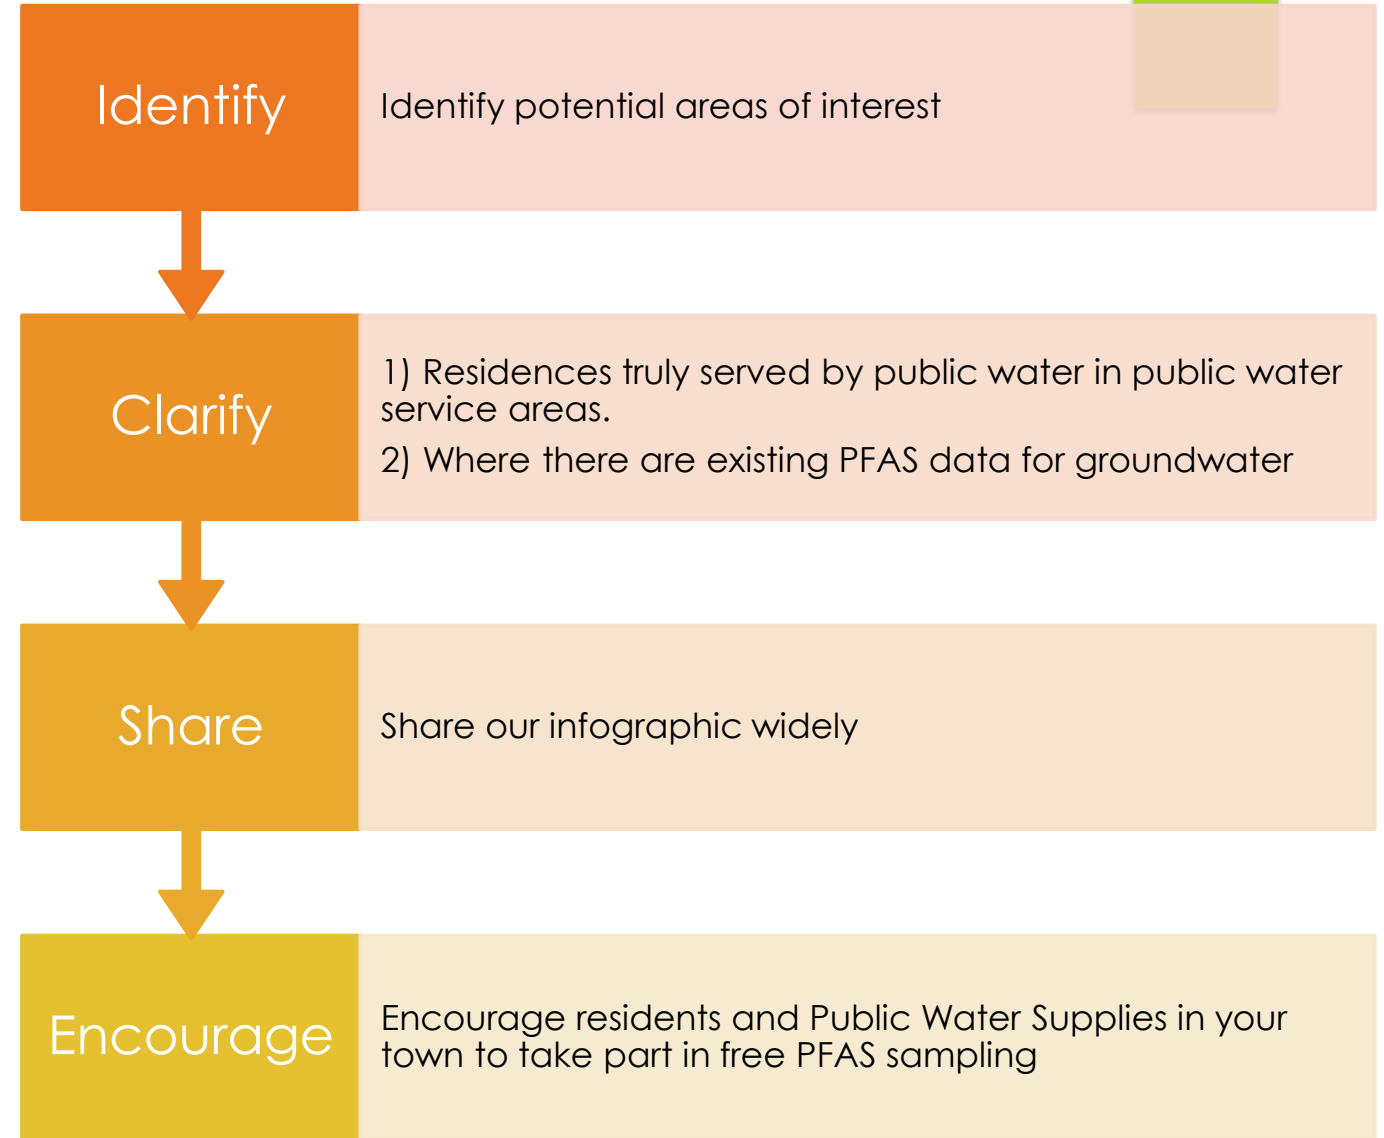 Identify
Identify potential areas of interest
Clarify
1) Residences truly served by public water in public water
service areas.
2) Where there are existing PFAS data for groundwater
Share
Share our infographic widely
Encourage
Encourage residents and Public Water Supplies in your
town to take part in free PFAS sampling